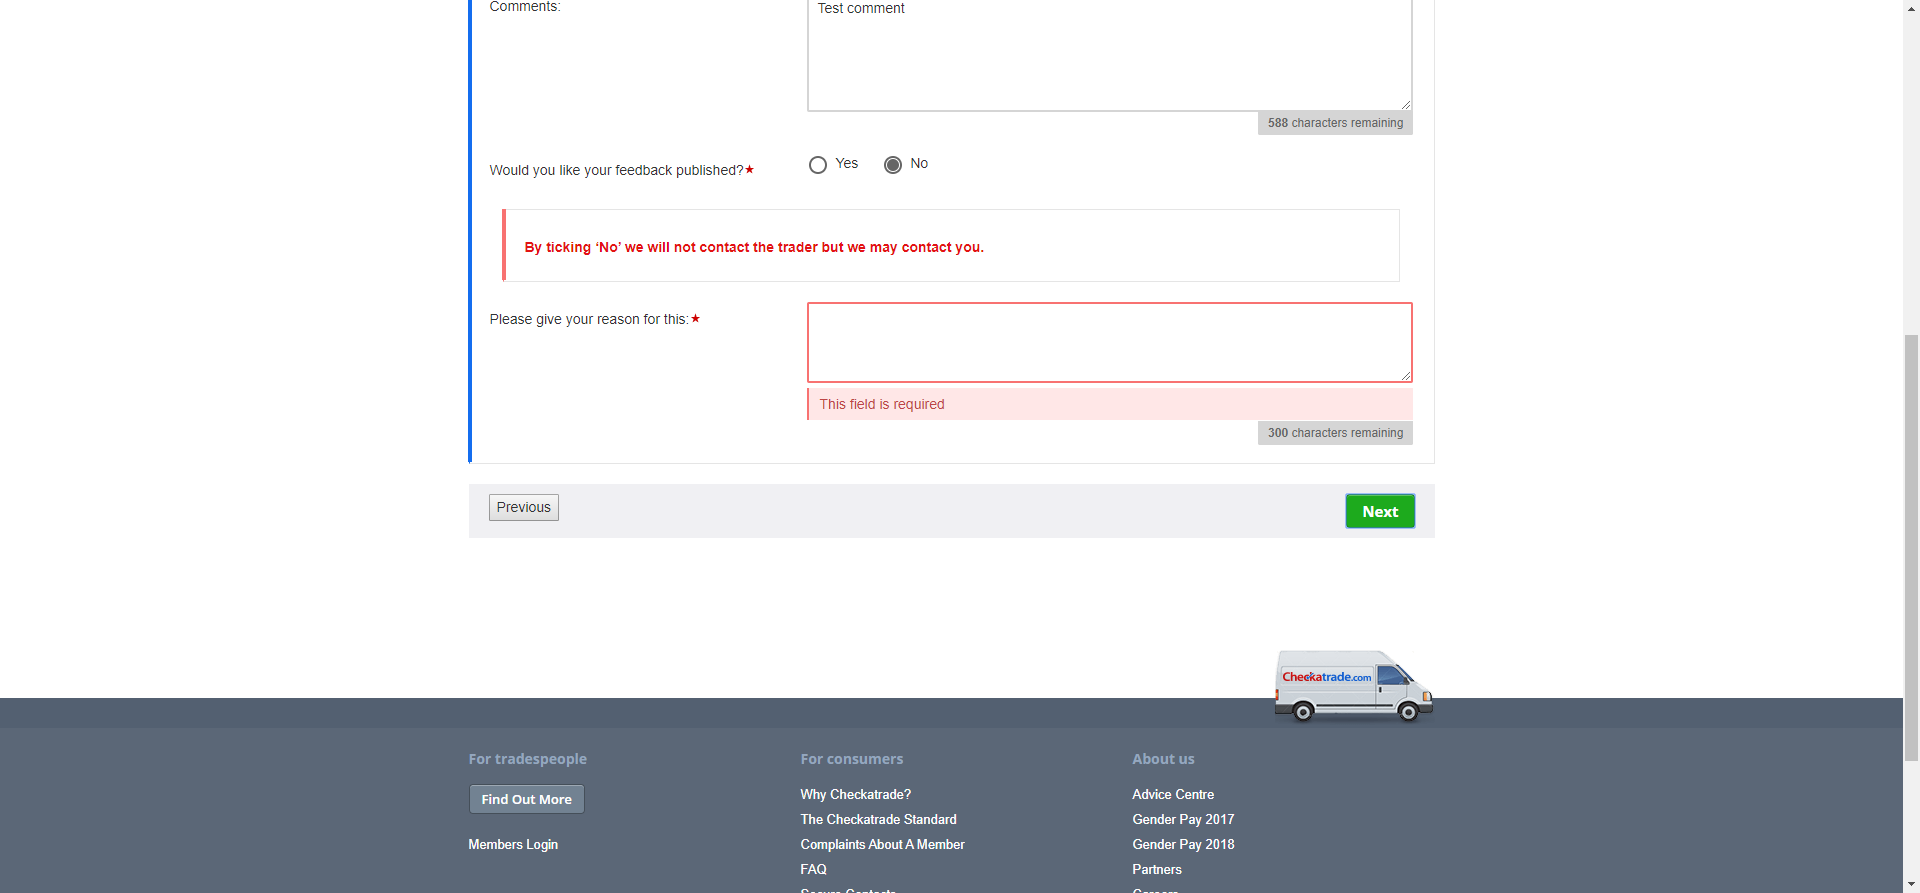 Comments:
Test comment
588 characters remaining
Would you like your feedback published?★
Yes
No
By ticking ‘No’ we will not contact the trader but we may contact you.
Please give your reason for this:★
This field is required
300 characters remaining
Previous
Next
Checkatrade.com
For tradespeople
Find Out More
Members Login
For consumers
Why Checkatrade?
The Checkatrade Standard
Complaints About A Member
FAQ
Secure Contacts
About us
Advice Centre
Gender Pay 2017
Gender Pay 2018
Partners
Careers